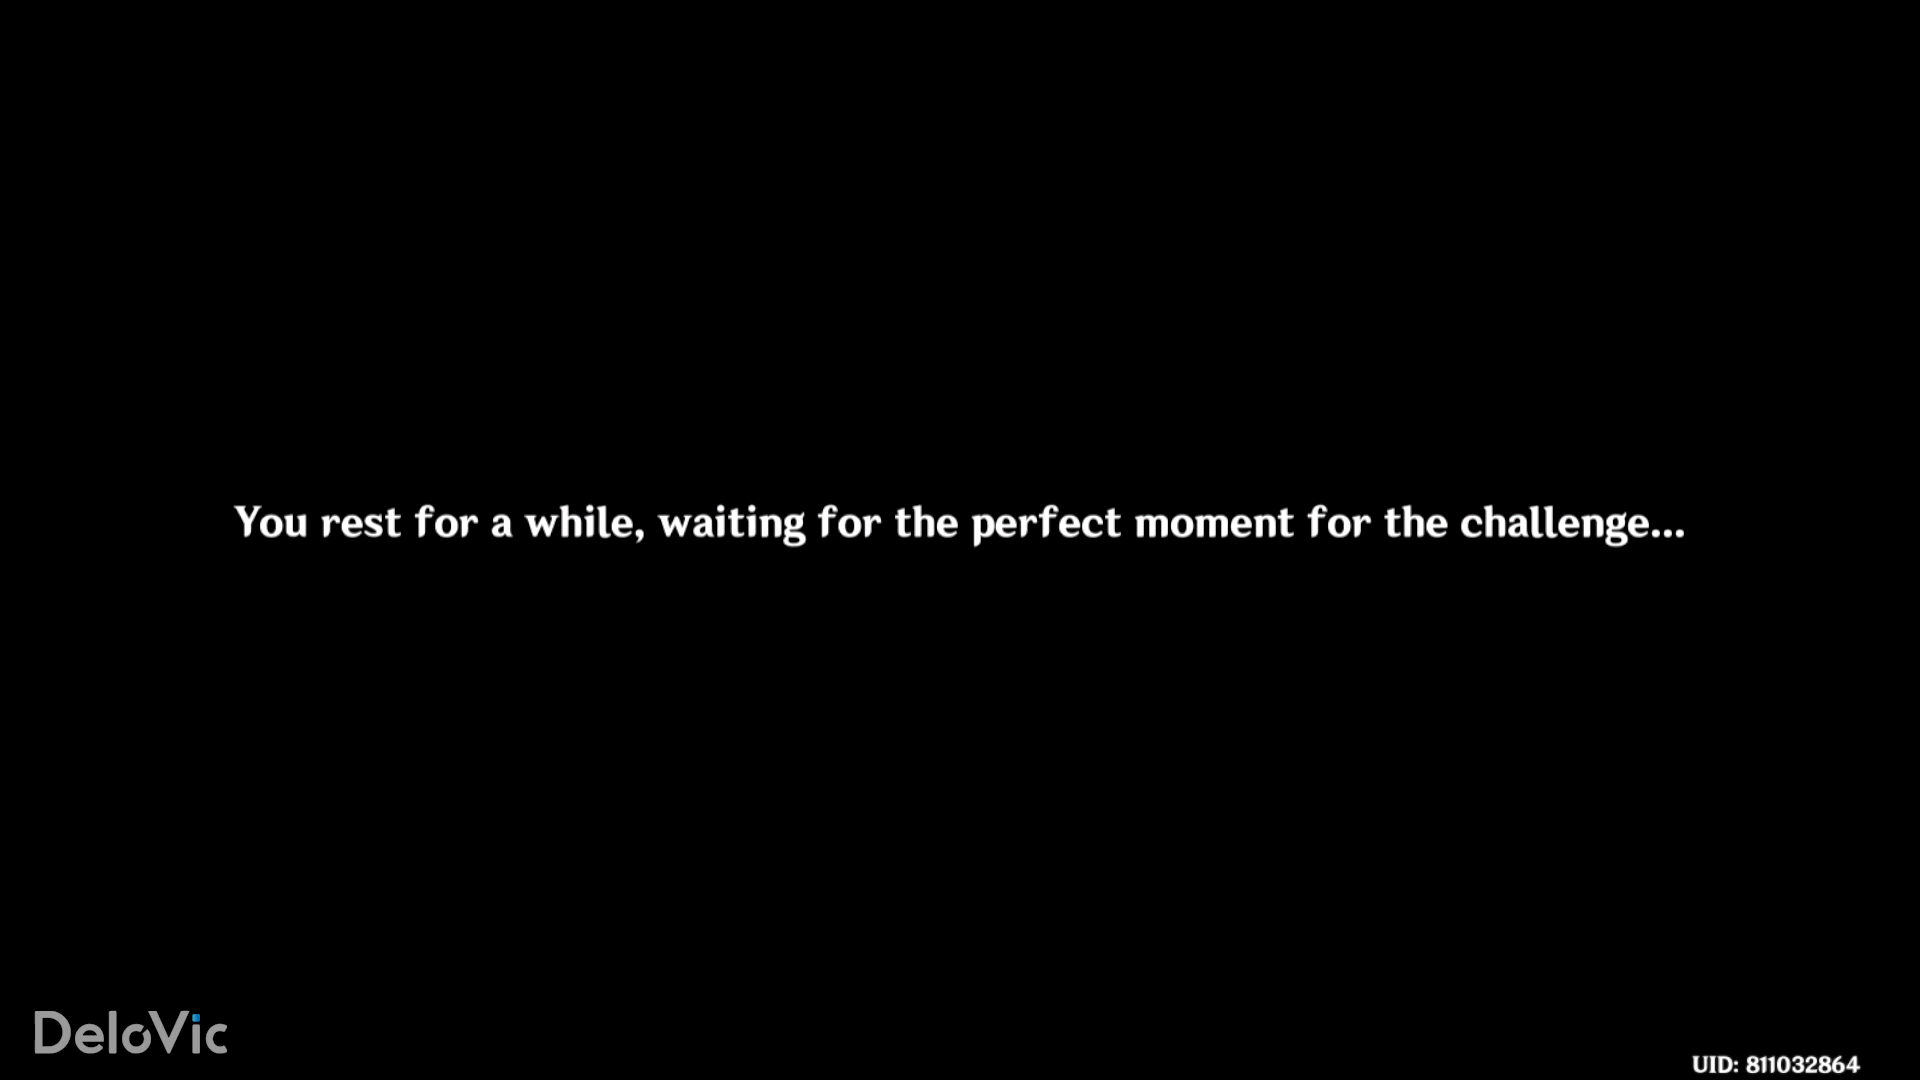 You rest for a while, waiting for the perfect moment for the challenge...
DeloVic
UID: 811032864